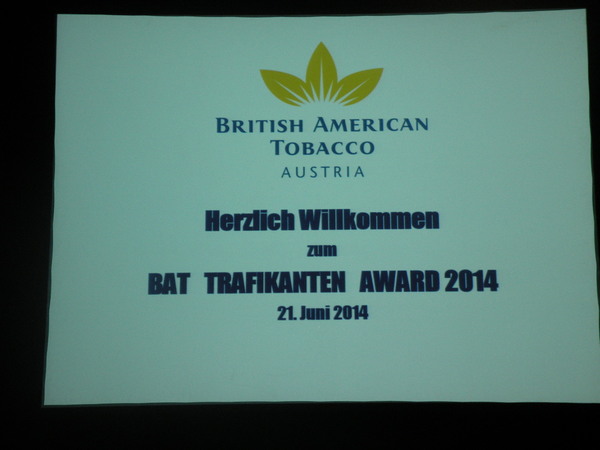 BRITISH AMERICAN
TOBACCO
AUSTRIA
Herzlich Willkommen
zum
BAT TRAFIKANTEN AWARD 2014
21. Juni 2014